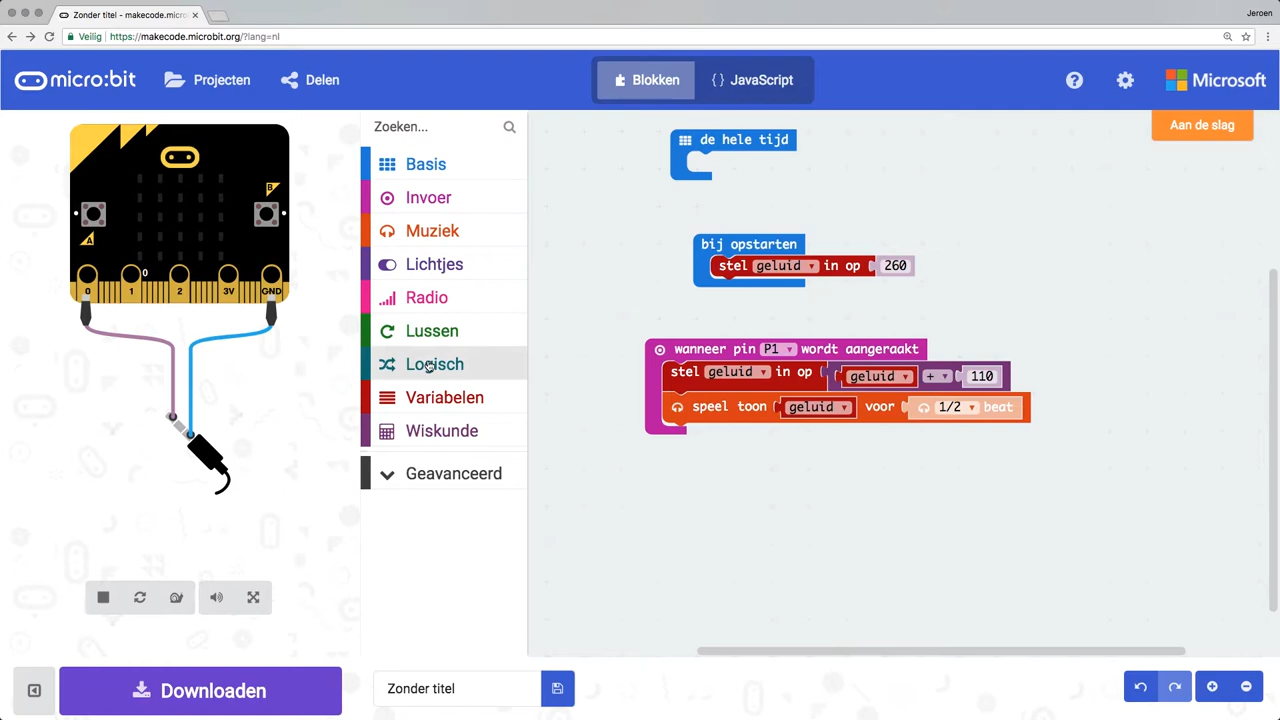 Zonder titel - makecode.micro:
Jeroen
Veilig https://makecode.microbit.org/?lang=nl
micro:bit Projecten Delen Blokken {} JavaScript ? Microsoft
Zoeken...
Aan de slag
Basis
Invoer
Muziek
Lichtjes
Radio
Lussen
Logisch
Variabelen
Wiskunde
Geavanceerd
B
A
0
0 1 2 3V GND
de hele tijd
bij opstarten
stel geluid in op 260
wanneer pin P1 wordt aangeraakt
stel geluid in op geluid + 110
speel toon geluid voor 1/2 beat
Downloaden
Zonder titel